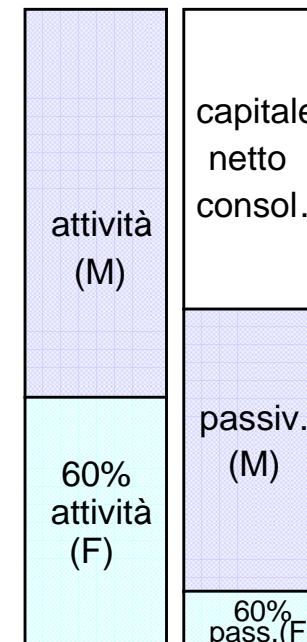 attività
(M)
60%
attività
(F)
capitale
netto
consol.
passiv.
(M)
60%
pass.(F